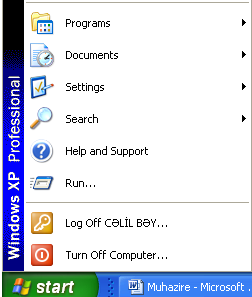 Programs
Documents
Settings
Search
Help and Support
Run...
Log Off CƏLİL BƏY...
Turn Off Computer...
Windows XP Professional
start
Muhazire - Microsoft ...